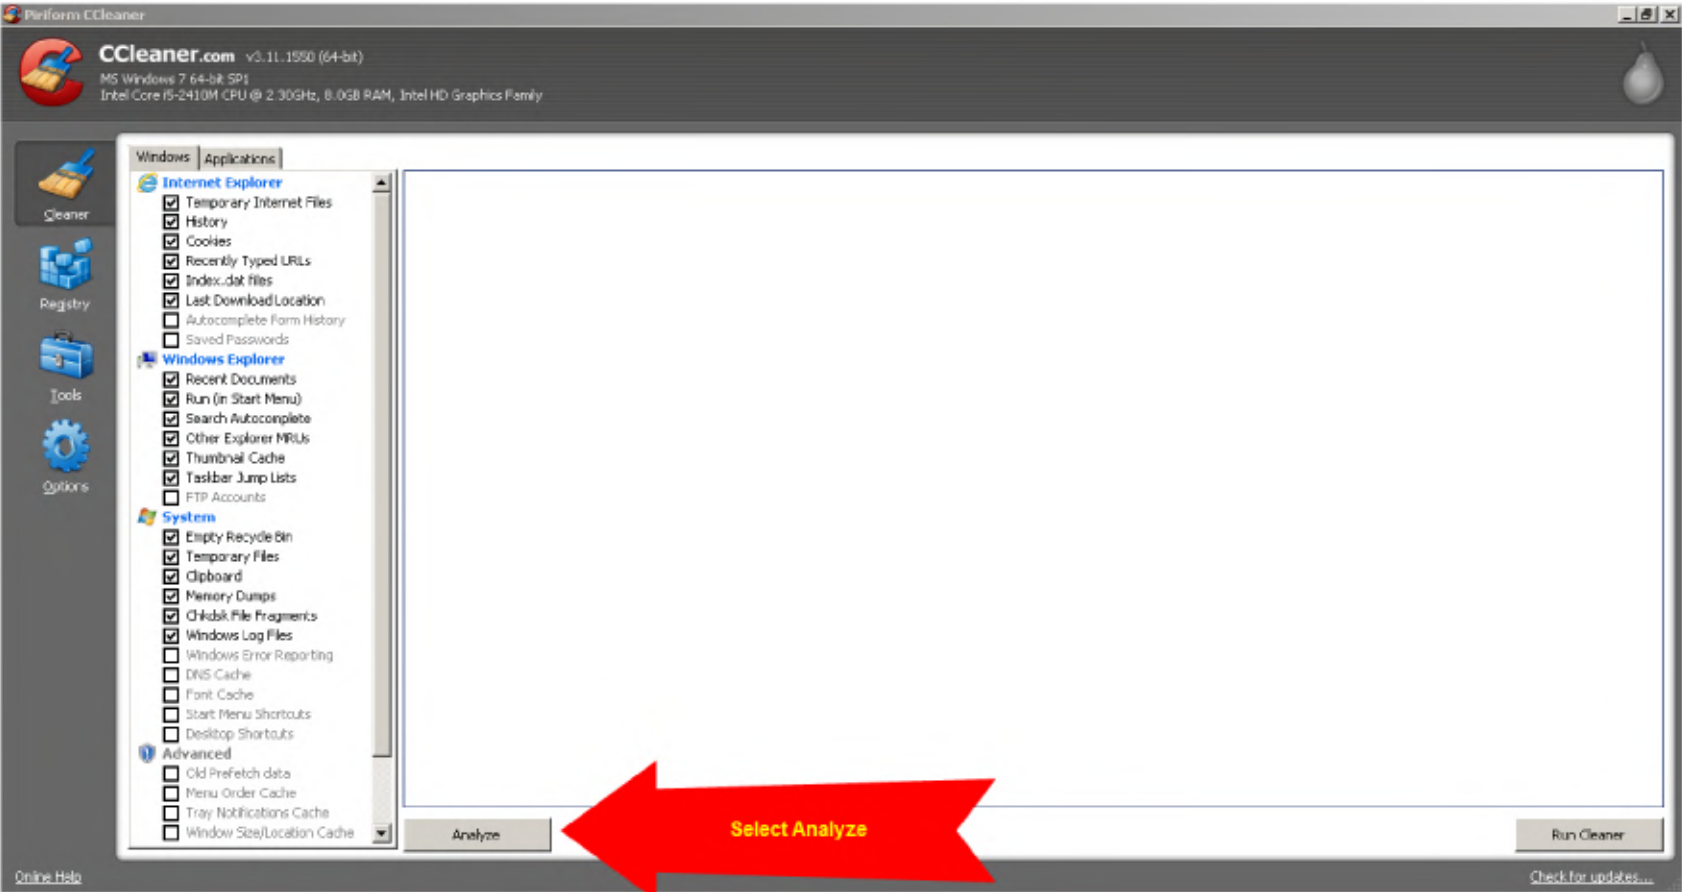 Piriform CCleaner
CCleaner.com v3.11.1550 (64-bit)
MS Windows 7 64-bit SP1
Intel Core i5-2410M CPU @ 2.30GHz, 8.0GB RAM, Intel HD Graphics Family
Cleaner
Registry
Tools
Options
Windows Applications
Internet Explorer
Temporary Internet Files
History
Cookies
Recently Typed URLs
Index.dat files
Last Download Location
Autocomplete Form History
Saved Passwords
Windows Explorer
Recent Documents
Run (in Start Menu)
Search Autocomplete
Other Explorer MRUs
Thumbnail Cache
Taskbar Jump Lists
FTP Accounts
System
Empty Recycle Bin
Temporary Files
Clipboard
Memory Dumps
Chkdsk File Fragments
Windows Log Files
Windows Error Reporting
DNS Cache
Font Cache
Start Menu Shortcuts
Desktop Shortcuts
Advanced
Old Prefetch data
Menu Order Cache
Tray Notifications Cache
Window Size/Location Cache
Analyze
Select Analyze
Run Cleaner
Online Help
Check for updates...